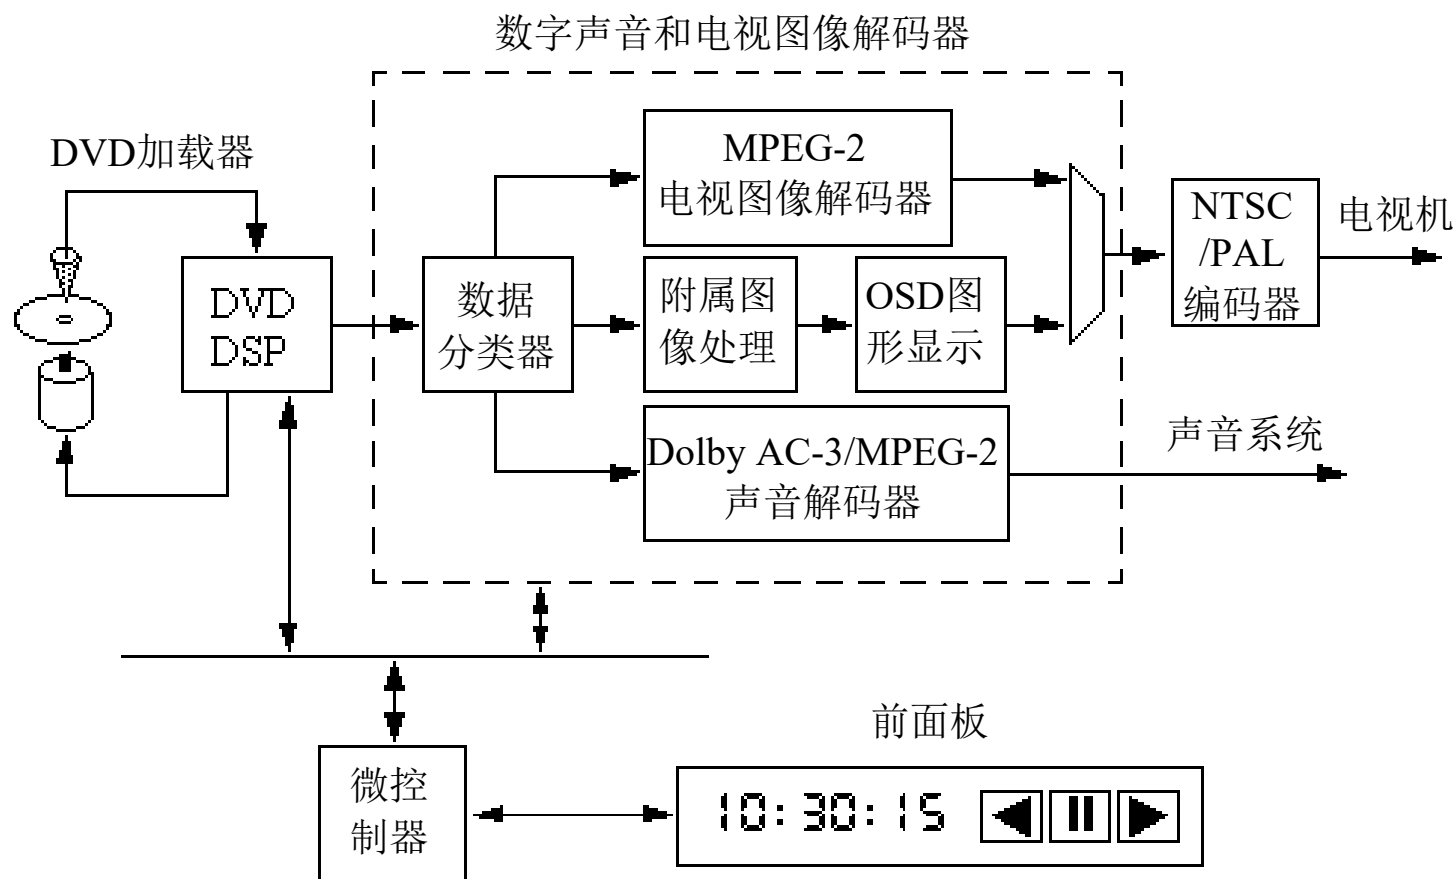 数字声音和电视图像解码器
DVD加载器
MPEG-2
电视图像解码器
NTSC
/PAL
编码器
电视机
DVD
DSP
数据
分类器
附属图
像处理
OSD图
形显示
Dolby AC-3/MPEG-2
声音解码器
声音系统
前面板
微控
制器
10:30:15